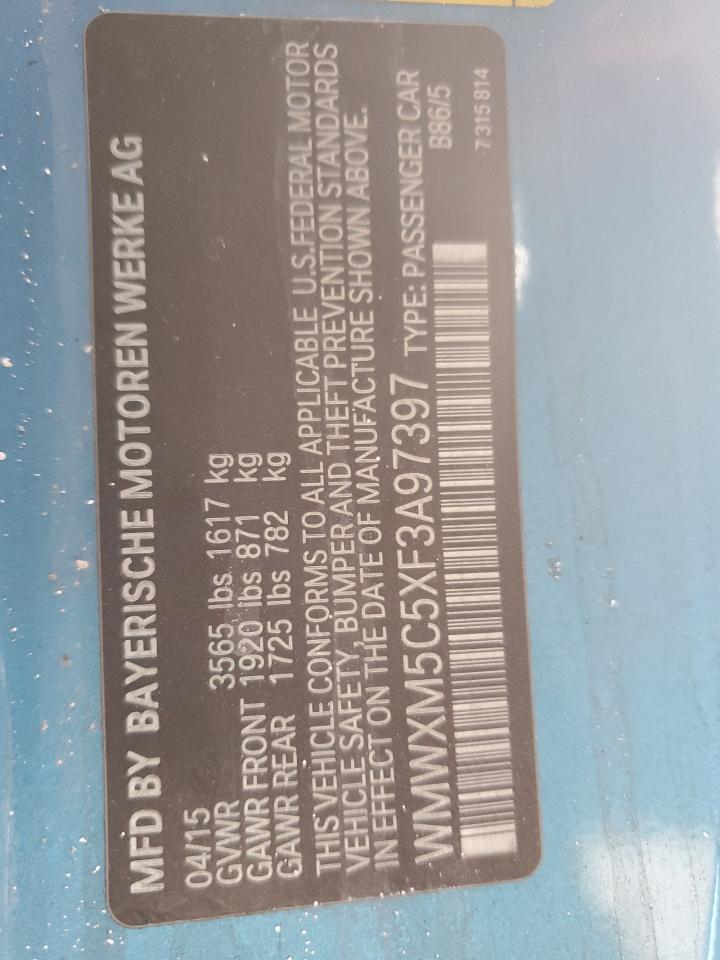 MFD BY BAYERISCHE MOTOREN WERKE AG
04/15
GVWR 3565 lbs 1617 kg
GAWR FRONT 1920 lbs 871 kg
GAWR REAR 1725 lbs 782 kg
THIS VEHICLE CONFORMS TO ALL APPLICABLE U.S.FEDERAL MOTOR
VEHICLE SAFETY, BUMPER AND THEFT PREVENTION STANDARDS
IN EFFECT ON THE DATE OF MANUFACTURE SHOWN ABOVE.
WMWXM5C5XF3A97397 TYPE: PASSENGER CAR
B86/5
7 315 814